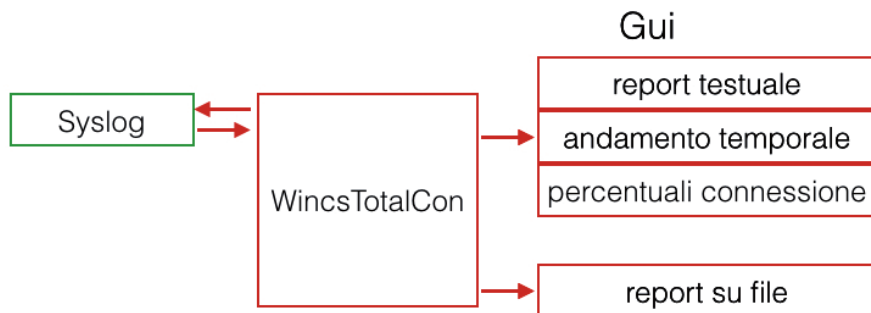 Gui
report testuale
Syslog
andamento temporale
WincsTotalCon
percentuali connessione
report su file